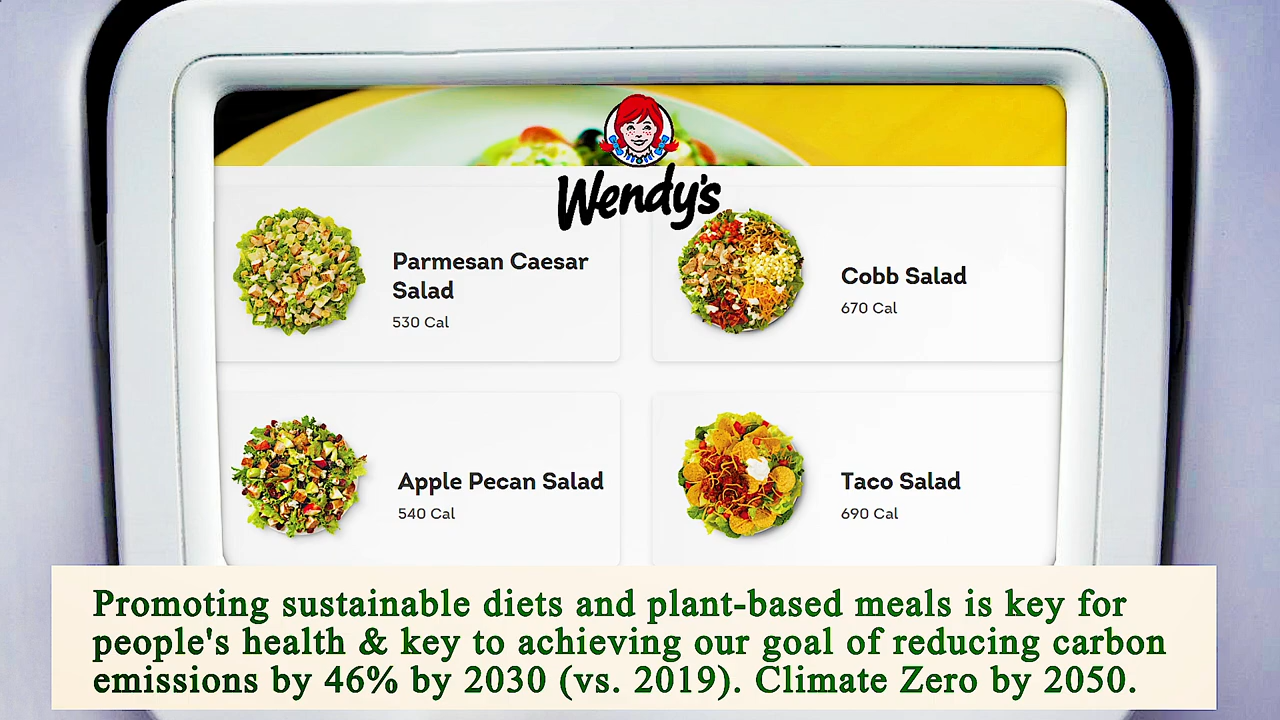 Wendy's
Parmesan Caesar
Salad
530 Cal
Cobb Salad
670 Cal
Apple Pecan Salad
540 Cal
Taco Salad
690 Cal
Promoting sustainable diets and plant-based meals is key for
people's health & key to achieving our goal of reducing carbon
emissions by 46% by 2030 (vs. 2019). Climate Zero by 2050.